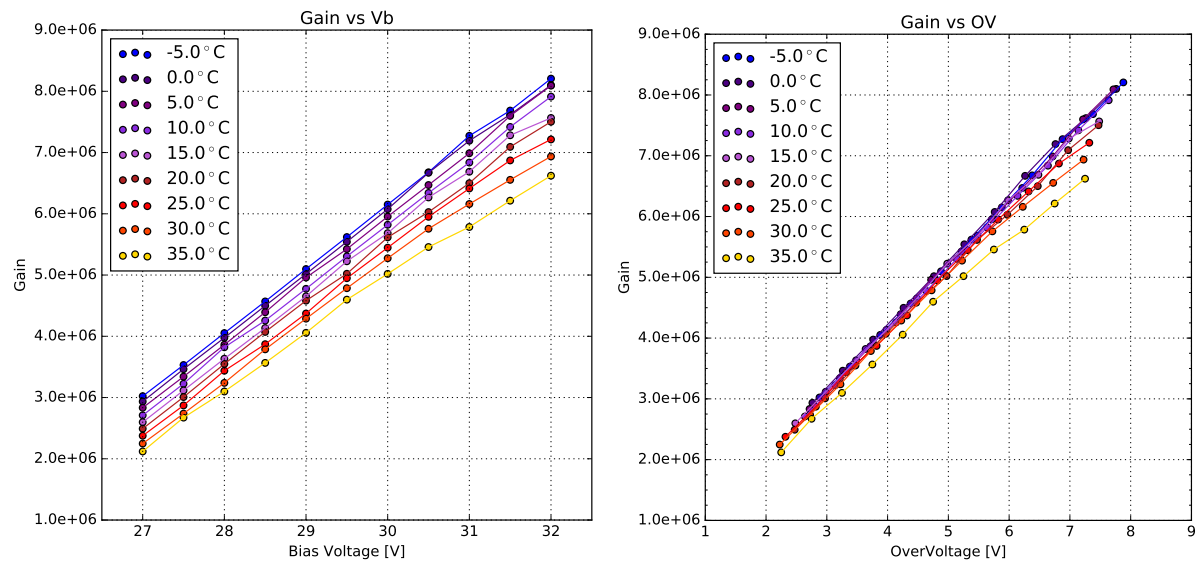 Gain vs Vb
9.0e+06
8.0e+06
7.0e+06
6.0e+06
5.0e+06
4.0e+06
3.0e+06
2.0e+06
1.0e+06
Gain
-5.0°C
0.0°C
5.0°C
10.0°C
15.0°C
20.0°C
25.0°C
30.0°C
35.0°C
27 28 29 30 31 32
Bias Voltage [V]
Gain vs OV
9.0e+06
8.0e+06
7.0e+06
6.0e+06
5.0e+06
4.0e+06
3.0e+06
2.0e+06
1.0e+06
Gain
-5.0°C
0.0°C
5.0°C
10.0°C
15.0°C
20.0°C
25.0°C
30.0°C
35.0°C
1 2 3 4 5 6 7 8 9
OverVoltage [V]